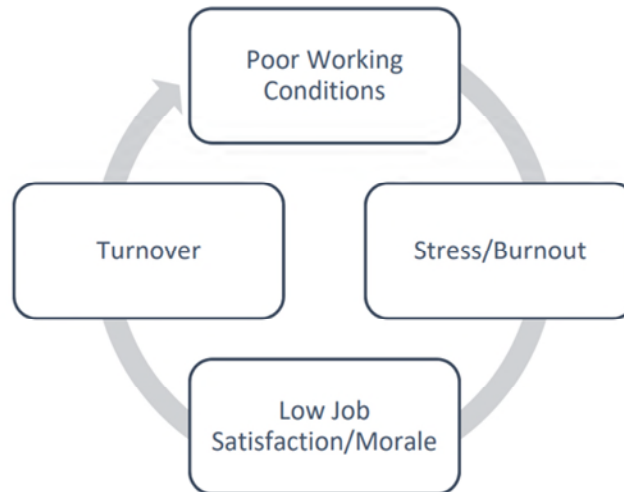 Poor Working
Conditions
Turnover
Stress/Burnout
Low Job
Satisfaction/Morale